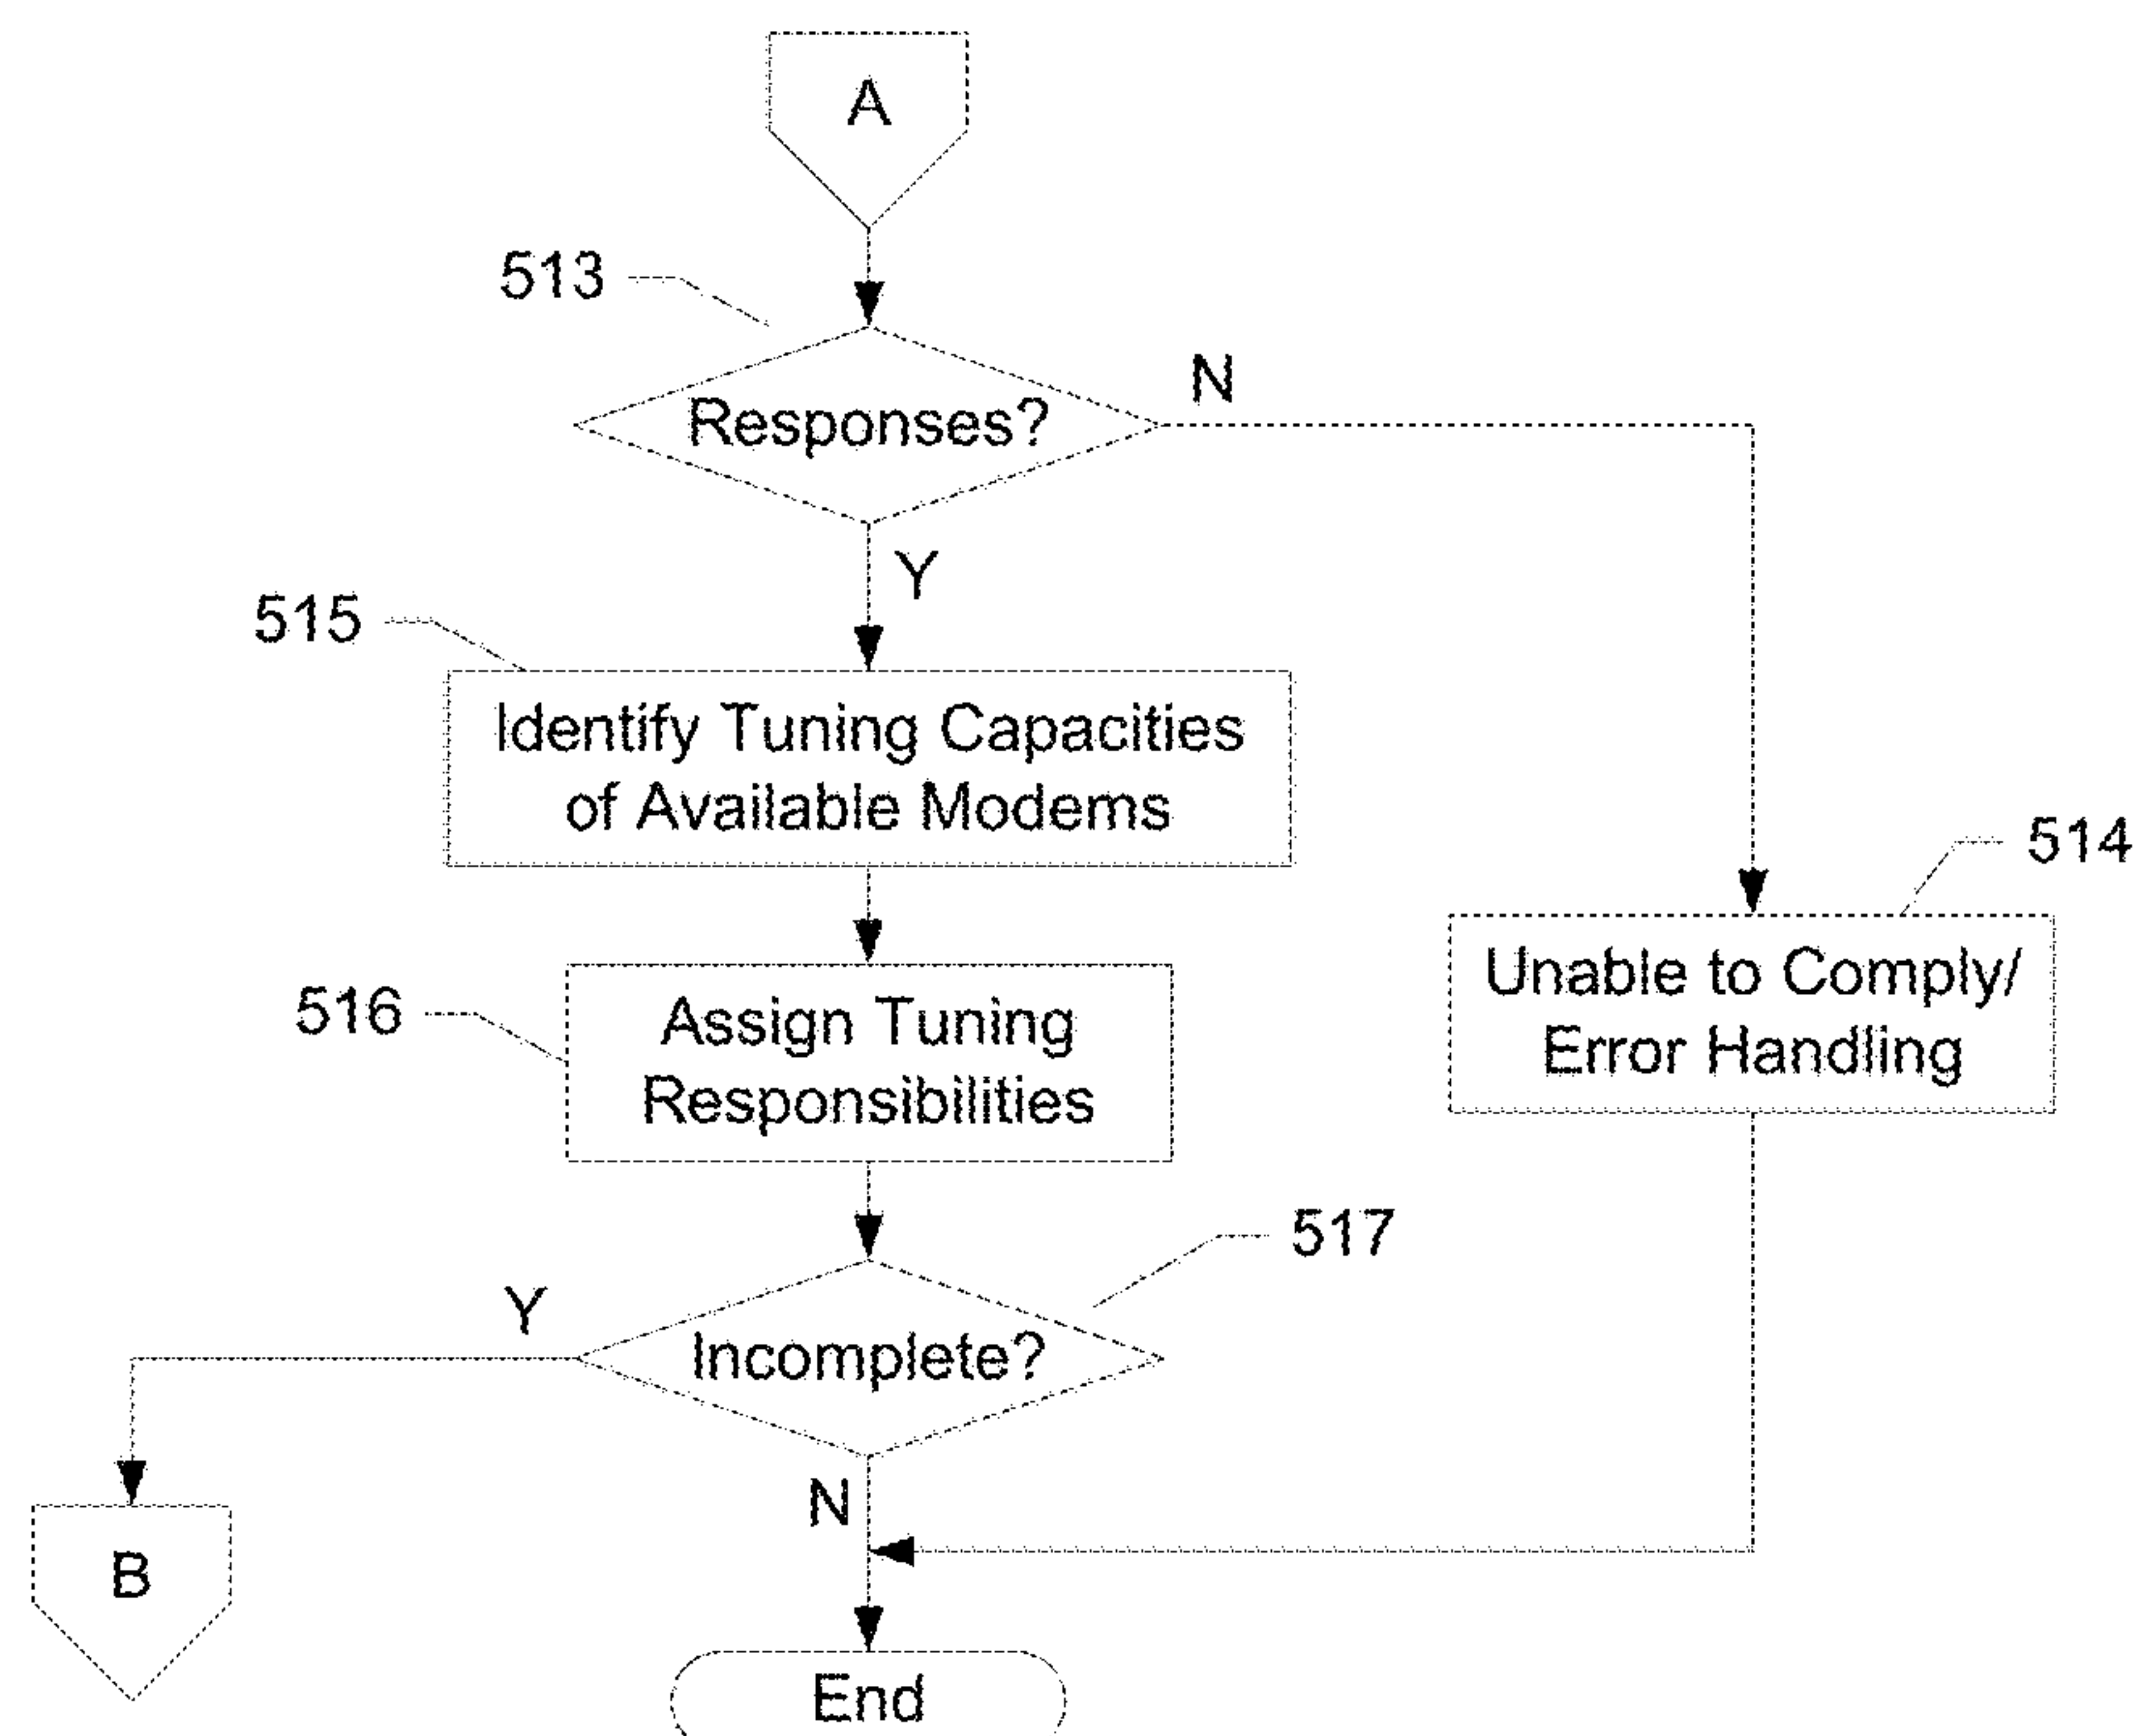 A
513
Responses?
N
Y
515
Identify Tuning Capacities
of Available Modems
514
Unable to Comply/
Error Handling
516
Assign Tuning
Responsibilities
517
Y
Incomplete?
N
B
End